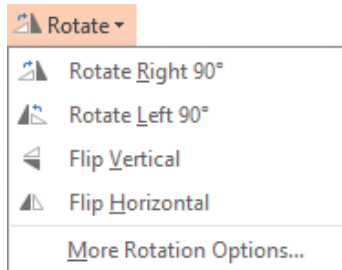 Rotate
Rotate Right 90°
Rotate Left 90°
Flip Vertical
Flip Horizontal
More Rotation Options...